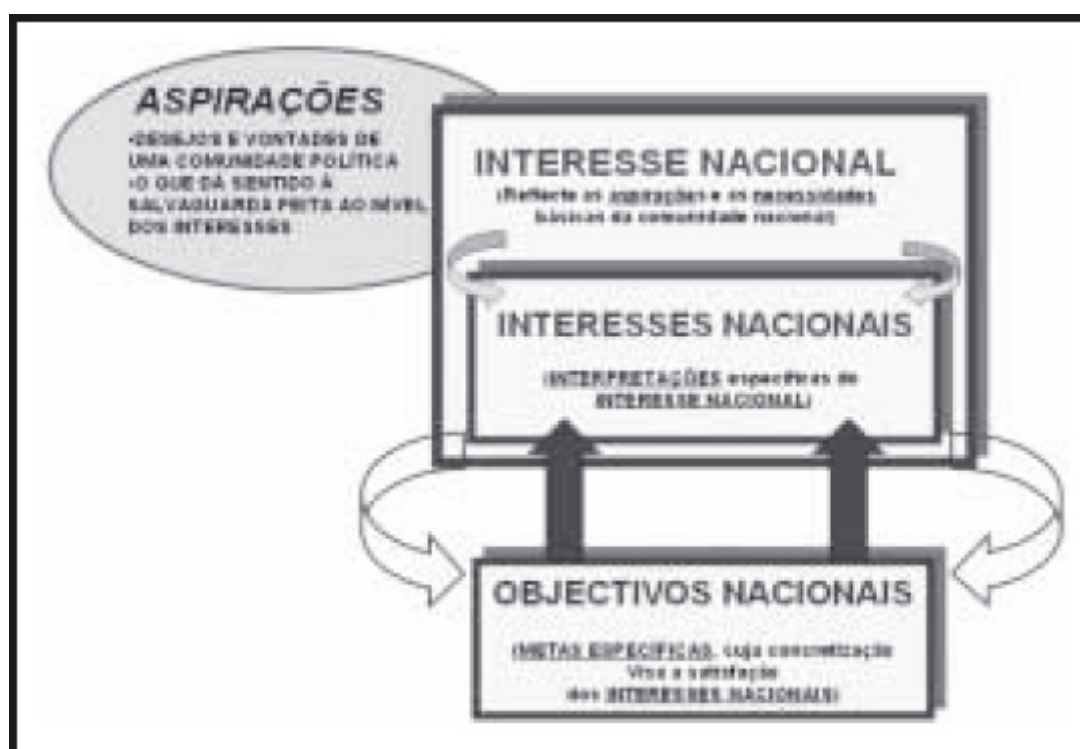 ASPIRAÇÕES
•DESEJOS E VONTADES DE
UMA COMUNIDADE POLÍTICA
•O QUE DÁ SENTIDO À
SALVAGUARDA FEITA AO NÍVEL
DOS INTERESSES
INTERESSE NACIONAL
(Reflecte as aspirações e as necessidades
básicas da comunidade nacional)
INTERESSES NACIONAIS
(INTERPRETAÇÕES específicas do
INTERESSE NACIONAL)
OBJECTIVOS NACIONAIS
(METAS ESPECÍFICAS, cuja concretização
Visa a satisfação
dos INTERESSES NACIONAIS)